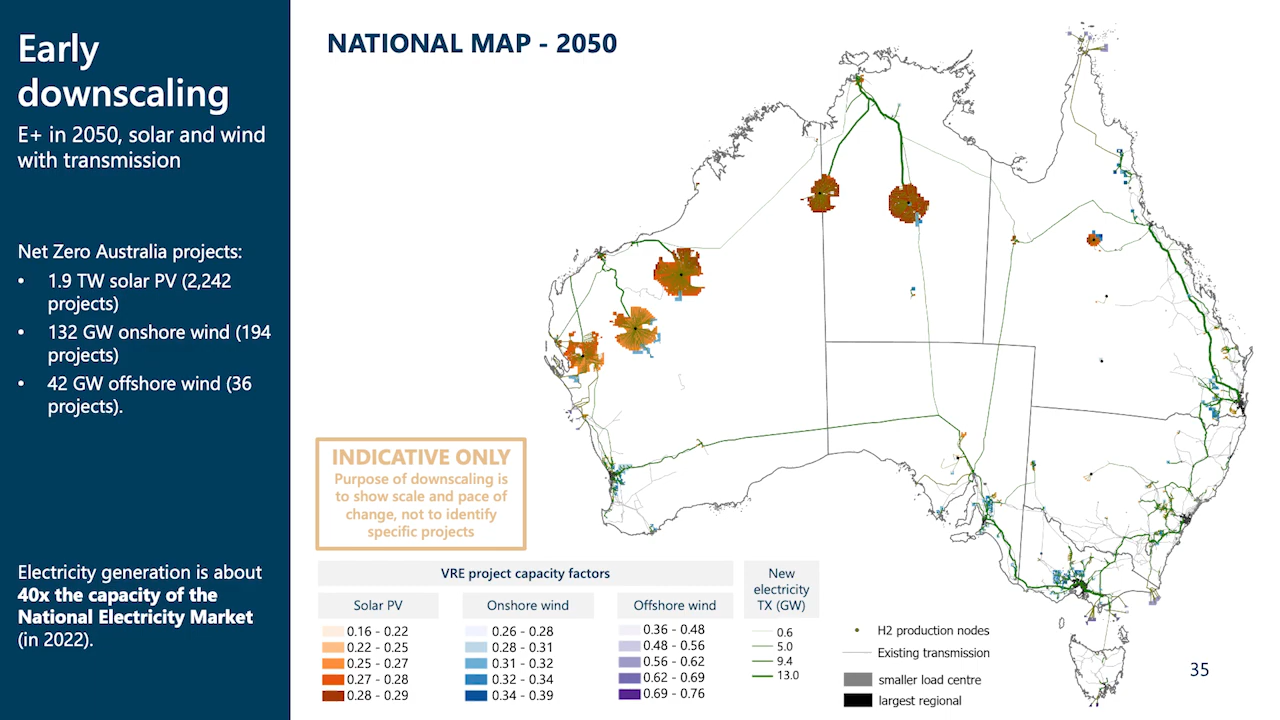 Early
downscaling
E+ in 2050, solar and wind
with transmission
Net Zero Australia projects:
• 1.9 TW solar PV (2,242
projects)
• 132 GW onshore wind (194
projects)
• 42 GW offshore wind (36
projects).
Electricity generation is about
40x the capacity of the
National Electricity Market
(in 2022).
NATIONAL MAP - 2050
INDICATIVE ONLY
Purpose of downscaling is
to show scale and pace of
change, not to identify
specific projects
VRE project capacity factors
Solar PV
0.16 - 0.22
0.22 - 0.25
0.25 - 0.27
0.27 - 0.28
0.28 - 0.29
Onshore wind
0.26 - 0.28
0.28 - 0.31
0.31 - 0.32
0.32 - 0.34
0.34 - 0.39
Offshore wind
0.36 - 0.48
0.48 - 0.56
0.56 - 0.62
0.62 - 0.69
0.69 - 0.76
New
electricity
TX (GW)
0.6
5.0
9.4
13.0
H2 production nodes
Existing transmission
smaller load centre
largest regional
35